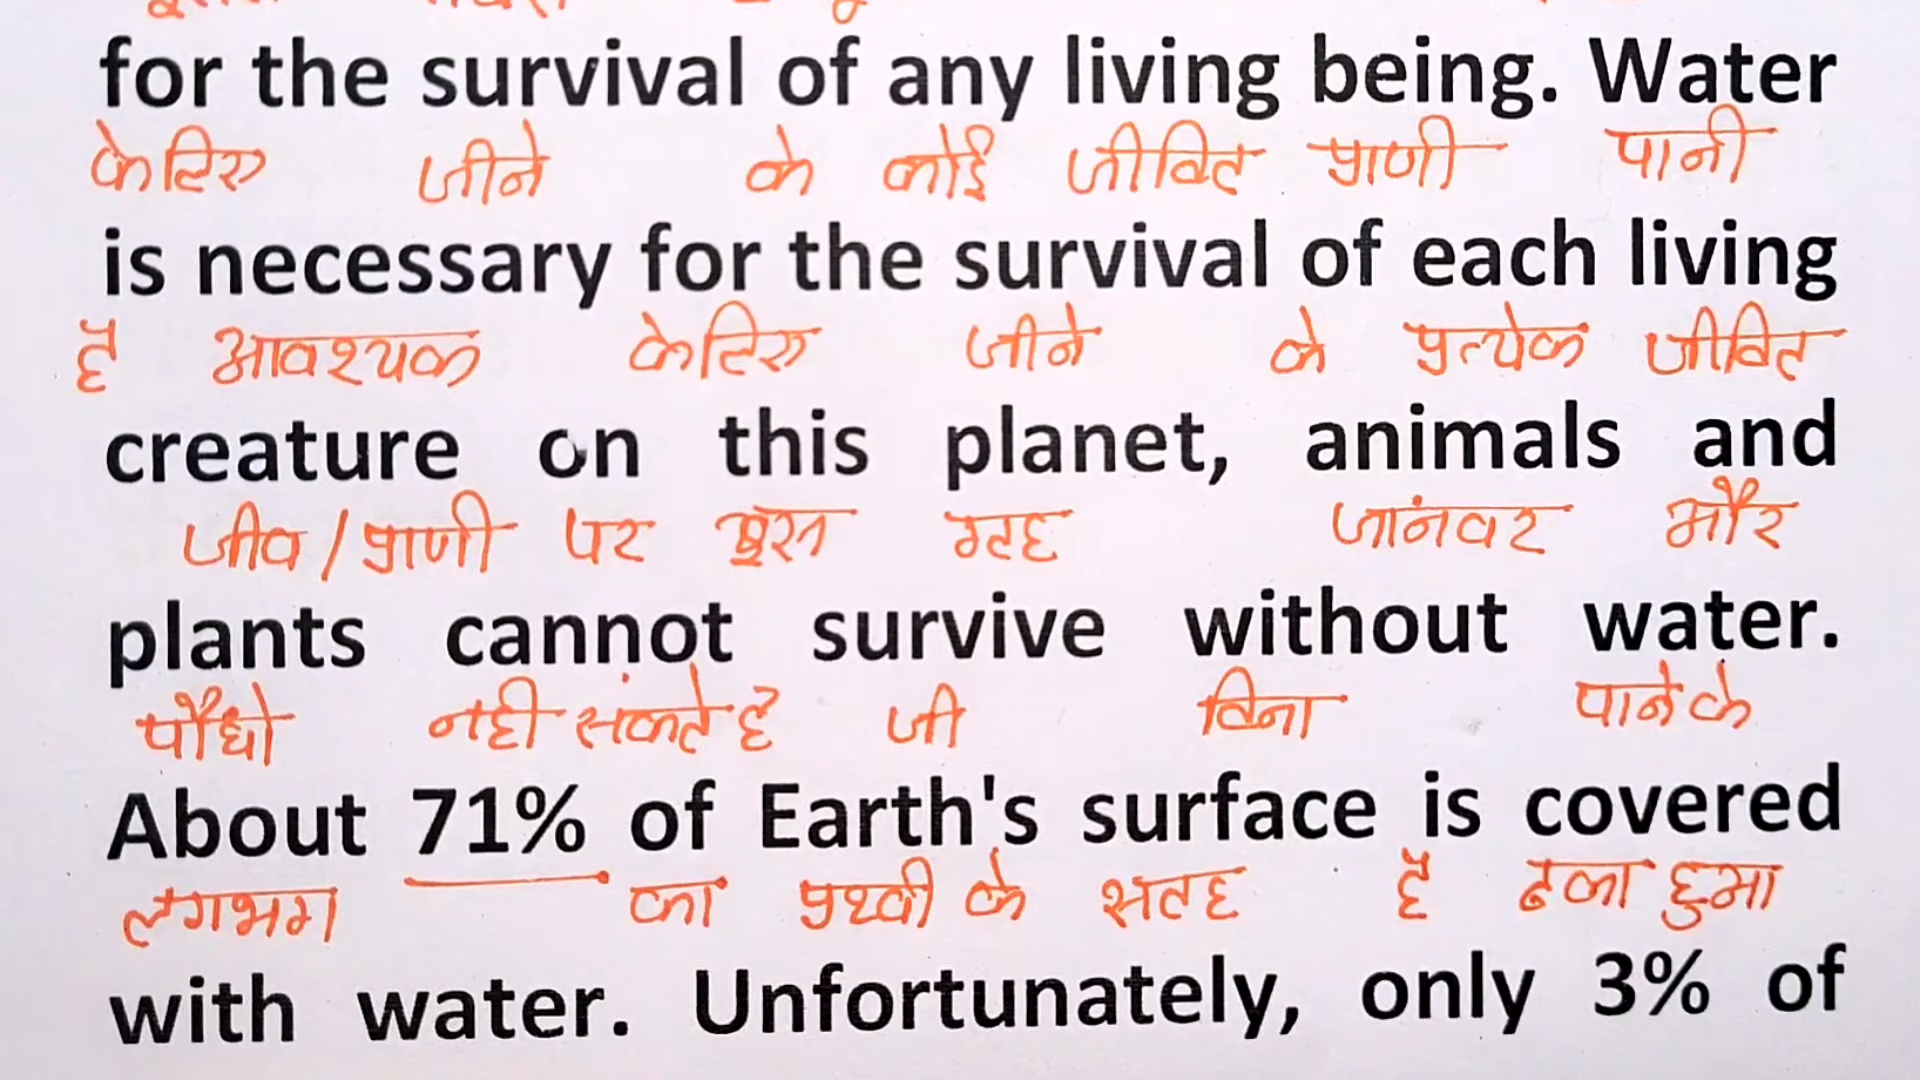 for the survival of any living being. Water
के लिए जीने के कोई जीवित प्राणी पानी
is necessary for the survival of each living
है आवश्यक के लिए जीने के प्रत्येक जीवित
creature on this planet, animals and
जीव / प्राणी पर इस ग्रह जांनवर और
plants cannot survive without water.
पौंधो नही संकते है जी बिना पाने के
About 71% of Earth's surface is covered
लगभग का प्रथ्वी के सतह है ढका हुआ
with water. Unfortunately, only 3% of